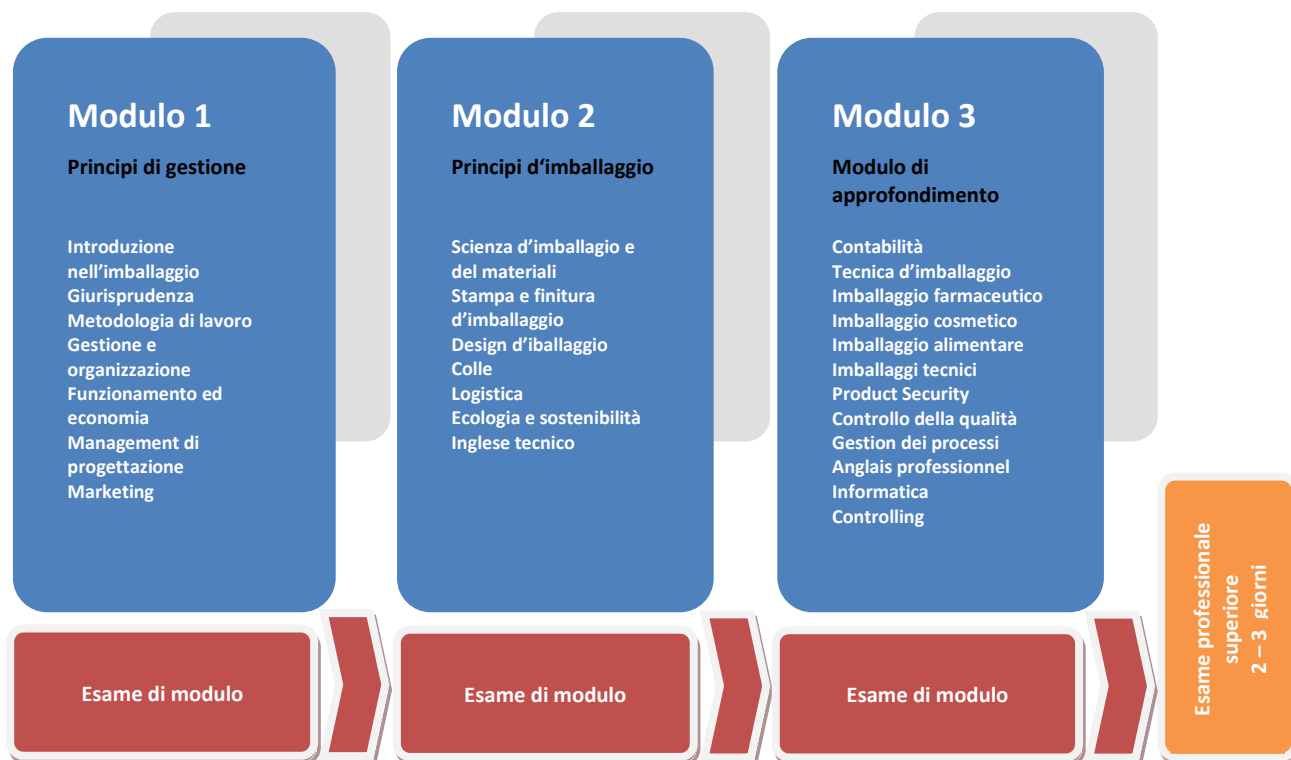 Modulo 1
Principi di gestione
Introduzione
nell’imballaggio
Giurisprudenza
Metodologia di lavoro
Gestione e
organizzazione
Funzionamento ed
economia
Management di
progettazione
Marketing
Esame di modulo
Modulo 2
Principi d‘imballaggio
Scienza d’imballagio e
del materiali
Stampa e finitura
d’imballaggio
Design d’iballaggio
Colle
Logistica
Ecologia e sostenibilità
Inglese tecnico
Esame di modulo
Modulo 3
Modulo di
approfondimento
Contabilità
Tecnica d’imballaggio
Imballaggio farmaceutico
Imballaggio cosmetico
Imballaggio alimentare
Imballaggi tecnici
Product Security
Controllo della qualità
Gestion dei processi
Anglais professionnel
Informatica
Controlling
Esame di modulo
Esame professionale
superiore
2 – 3 giorni